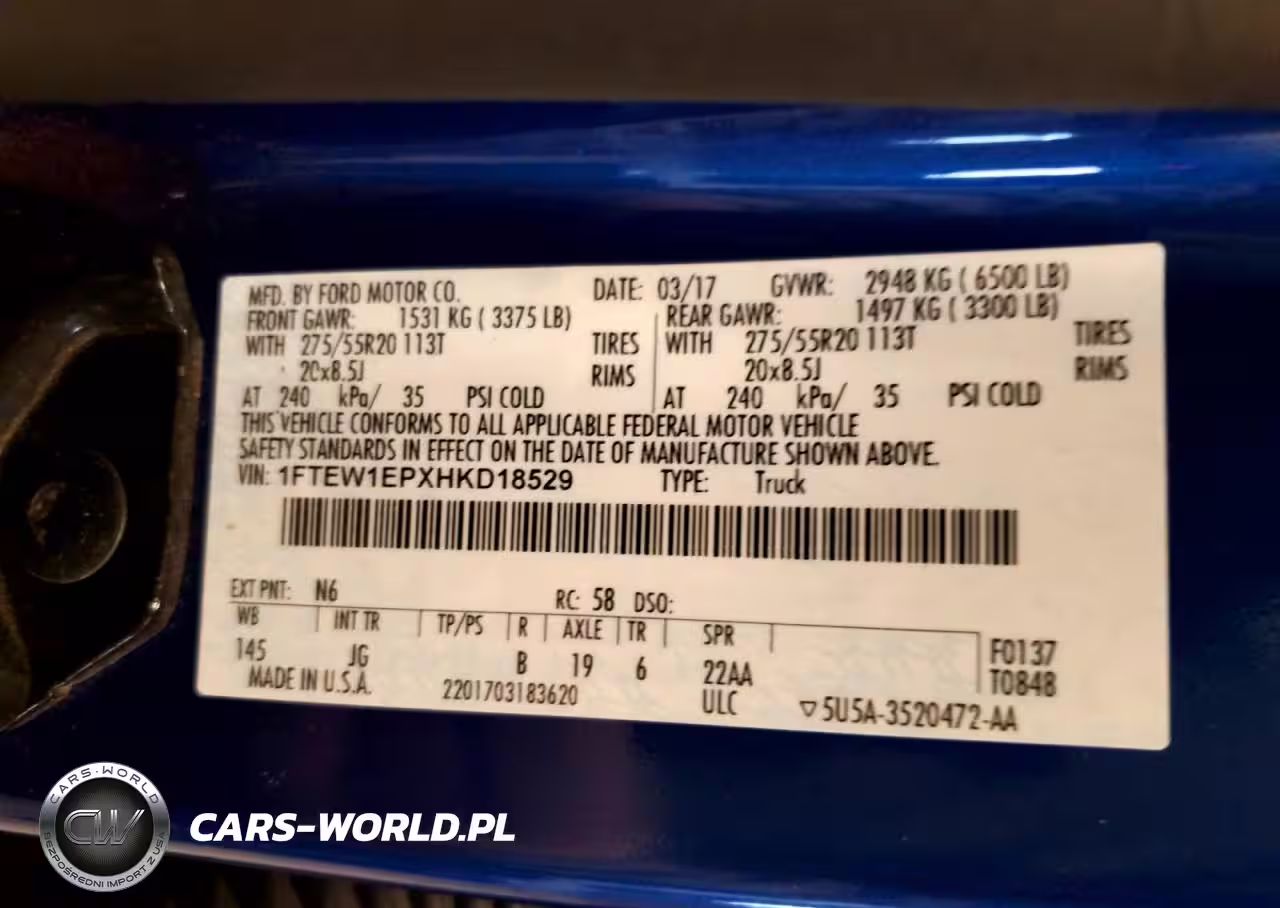 MFD. BY FORD MOTOR CO. DATE: 03/17 GVWR: 2948 KG ( 6500 LB)
FRONT GAWR: 1531 KG ( 3375 LB) REAR GAWR: 1497 KG ( 3300 LB)
WITH 275/55R20 113T TIRES WITH 275/55R20 113T TIRES
20x8.5J RIMS 20x8.5J RIMS
AT 240 kPa/ 35 PSI COLD AT 240 kPa/ 35 PSI COLD
THIS VEHICLE CONFORMS TO ALL APPLICABLE FEDERAL MOTOR VEHICLE
SAFETY STANDARDS IN EFFECT ON THE DATE OF MANUFACTURE SHOWN ABOVE.
VIN: 1FTEW1EPXHKD18529 TYPE: Truck
EXT PNT: N6 RC: 58 DSO:
WB INT TR TP/PS R AXLE TR SPR
145 JG B 19 6 22AA F0137
T0848
MADE IN U.S.A. 2201703183620 ULC ▽5U5A-3520472-AA
CARS-WORLD
CW
BEZPOŚREDNI IMPORT Z USA
CARS-WORLD.PL